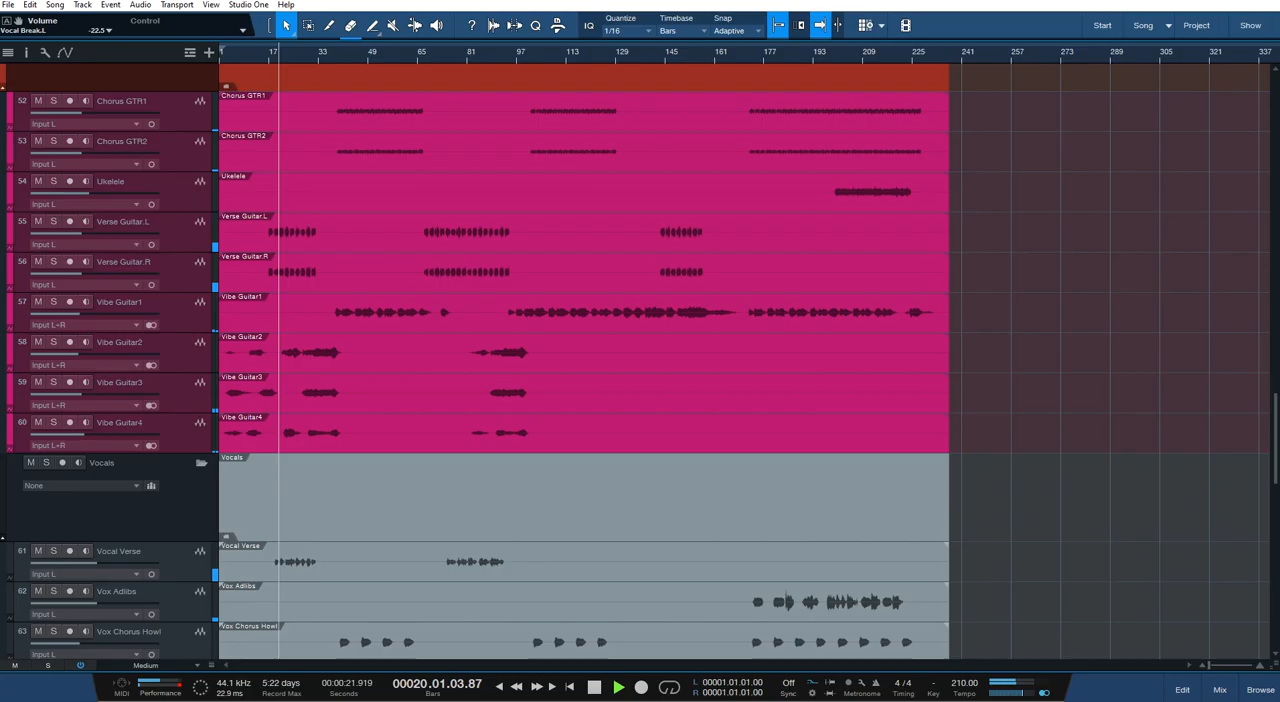 File Edit Song Track Event Audio Transport View Studio One Help
Volume Control
Vocal Break.L -22.5
Quantize Timebase Snap
1/16 Bars Adaptive
IQ
Start Song Project Show
1 17 33 49 65 81 97 113 129 145 161 177 193 209 225 241 257 273 289 305 321 337
52 M S Chorus GTR1
Input L
Chorus GTR1
53 M S Chorus GTR2
Input L
Chorus GTR2
54 M S Ukelele
Input L
Ukelele
55 M S Verse Guitar.L
Input L
Verse Guitar.L
56 M S Verse Guitar.R
Input L
Verse Guitar.R
57 M S Vibe Guitar1
Input L+R
Vibe Guitar1
58 M S Vibe Guitar2
Input L+R
Vibe Guitar2
59 M S Vibe Guitar3
Input L+R
Vibe Guitar3
60 M S Vibe Guitar4
Input L+R
Vibe Guitar4
M S Vocals
None
Vocals
61 M S Vocal Verse
Input L
Vocal Verse
62 M S Vox Adlibs
Input L
Vox Adlibs
63 M S Vox Chorus Howl
Input L
Vox Chorus Howl
M S Medium
MIDI Performance
44.1 kHz
22.9 ms
5:22 days
Record Max
00:00:21.919
Seconds
00020.01.03.87
Bars
L 00001.01.01.00
R 00001.01.01.00
Off
Sync
Metronome
4 / 4
Timing
-
Key
210.00
Tempo
Edit Mix Browse